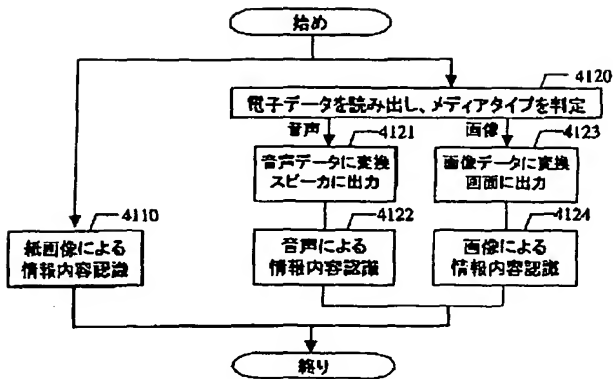 始め
4120
電子データを読み出し、メディアタイプを判定
音声
4121
画像
4123
音声データに変換
スピーカに出力
画像データに変換
画面に出力
4110
4122
4124
紙画像による
情報内容認識
音声による
情報内容認識
画像による
情報内容認識
終り